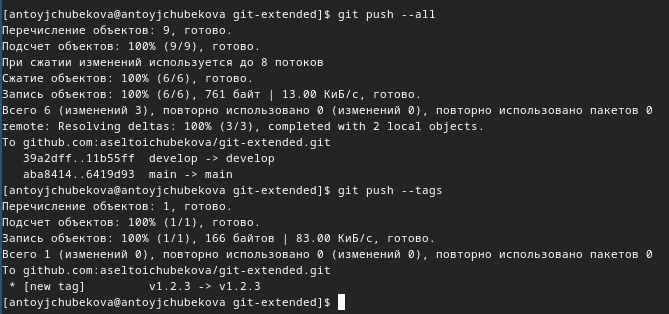 [antoyjchubekova@antoyjchubekova git-extended]$ git push --all
Перечисление объектов: 9, готово.
Подсчет объектов: 100% (9/9), готово.
При сжатии изменений используется до 8 потоков
Сжатие объектов: 100% (6/6), готово.
Запись объектов: 100% (6/6), 761 байт | 13.00 КиБ/с, готово.
Всего 6 (изменений 3), повторно использовано 0 (изменений 0), повторно использовано пакетов 0
remote: Resolving deltas: 100% (3/3), completed with 2 local objects.
To github.com:aseltoichubekova/git-extended.git
   39a2dff..11b55ff  develop -> develop
   aba8414..6419d93  main -> main
[antoyjchubekova@antoyjchubekova git-extended]$ git push --tags
Перечисление объектов: 1, готово.
Подсчет объектов: 100% (1/1), готово.
Запись объектов: 100% (1/1), 166 байтов | 83.00 КиБ/с, готово.
Всего 1 (изменений 0), повторно использовано 0 (изменений 0), повторно использовано пакетов 0
To github.com:aseltoichubekova/git-extended.git
 * [new tag]         v1.2.3 -> v1.2.3
[antoyjchubekova@antoyjchubekova git-extended]$